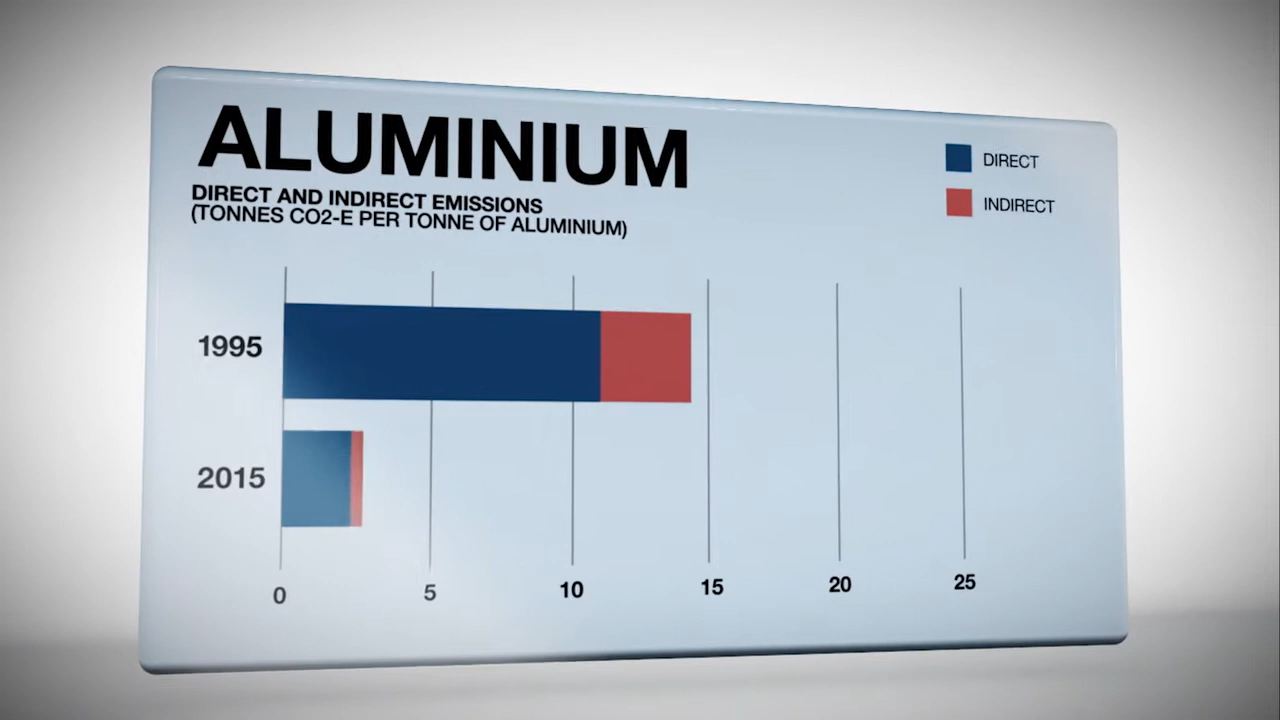 ALUMINIUM
DIRECT AND INDIRECT EMISSIONS
(TONNES CO2-E PER TONNE OF ALUMINIUM)
DIRECT
INDIRECT
1995
2015
0 5 10 15 20 25